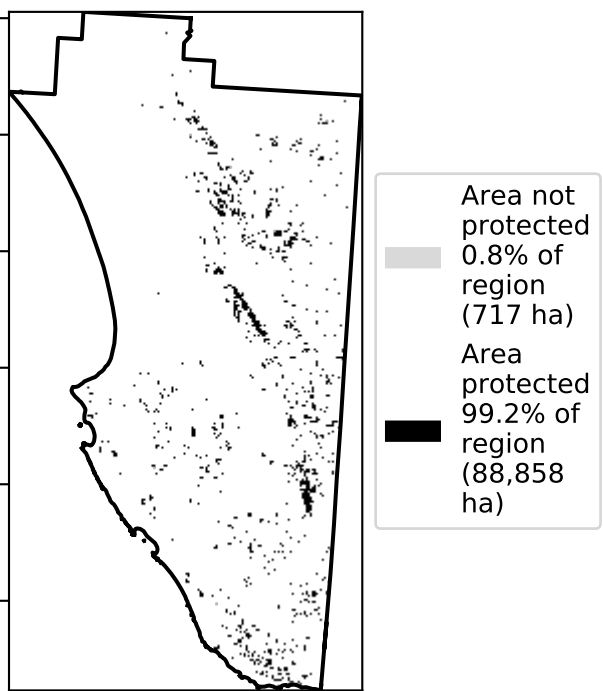 Area not
protected
0.8% of
region
(717 ha)
Area
protected
99.2% of
region
(88,858
ha)